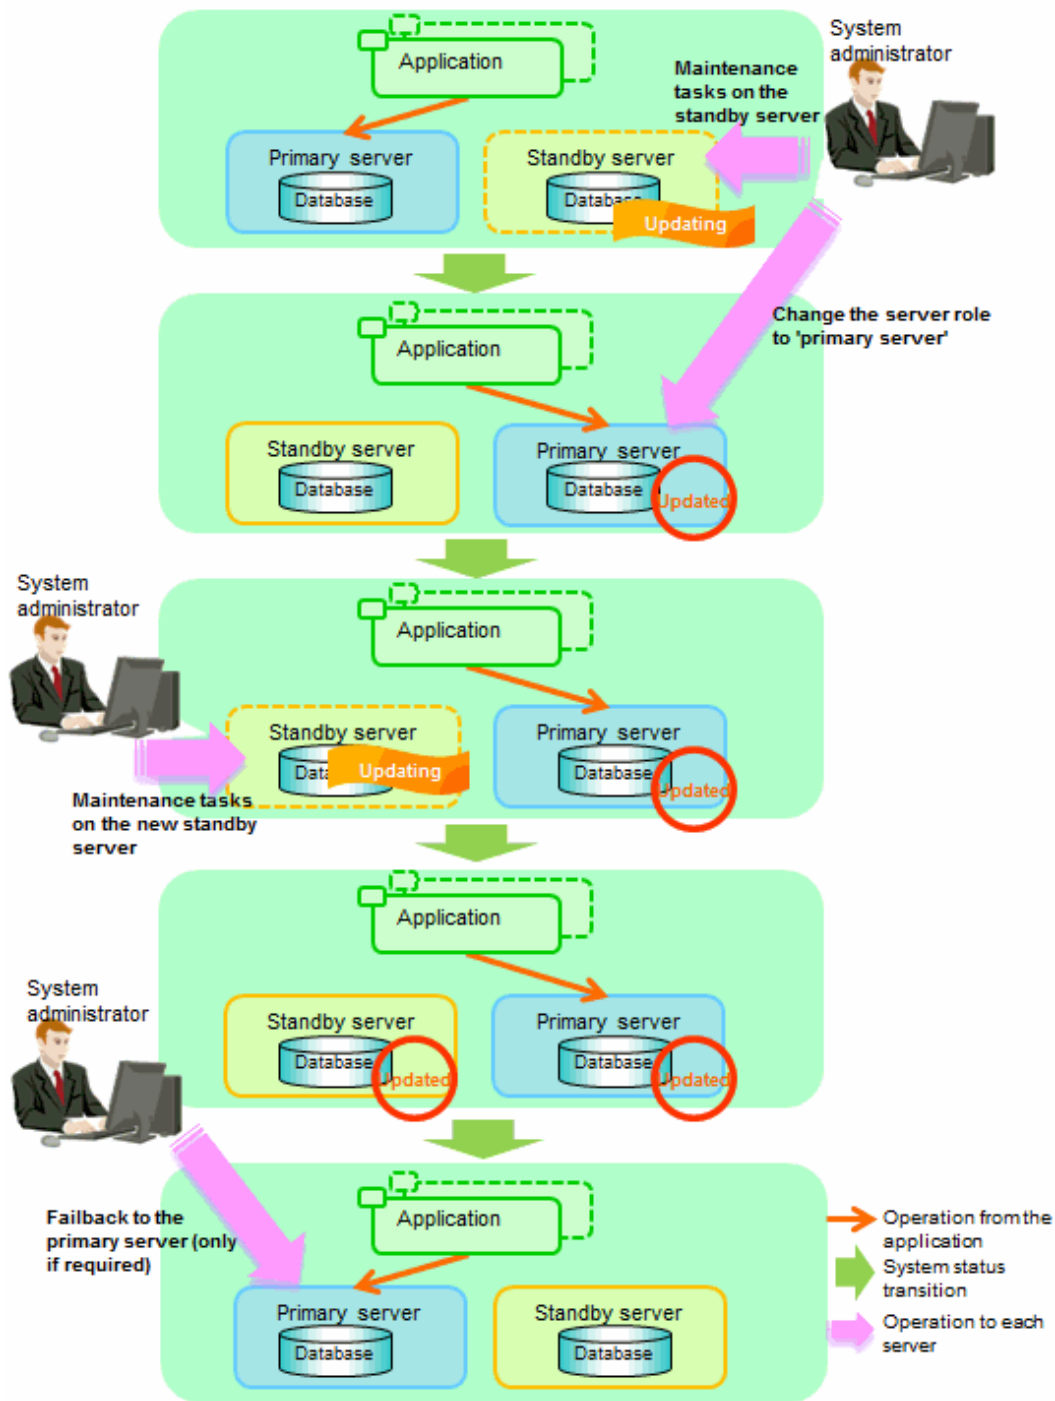 System
administrator
Application
Maintenance
tasks on the
standby server
Primary server
Database
Standby server
Database
Updating
Change the server role
to 'primary server'
Application
Standby server
Database
Primary server
Database
Updated
System
administrator
Application
Standby server
Data
Updating
Primary server
Database
Updated
Maintenance tasks
on the new standby
server
Application
System
administrator
Standby server
Database
Updated
Primary server
Database
Updated
Failback to the
primary server (only
if required)
Application
Primary server
Database
Standby server
Database
Operation from the
application
System status
transition
Operation to each
server